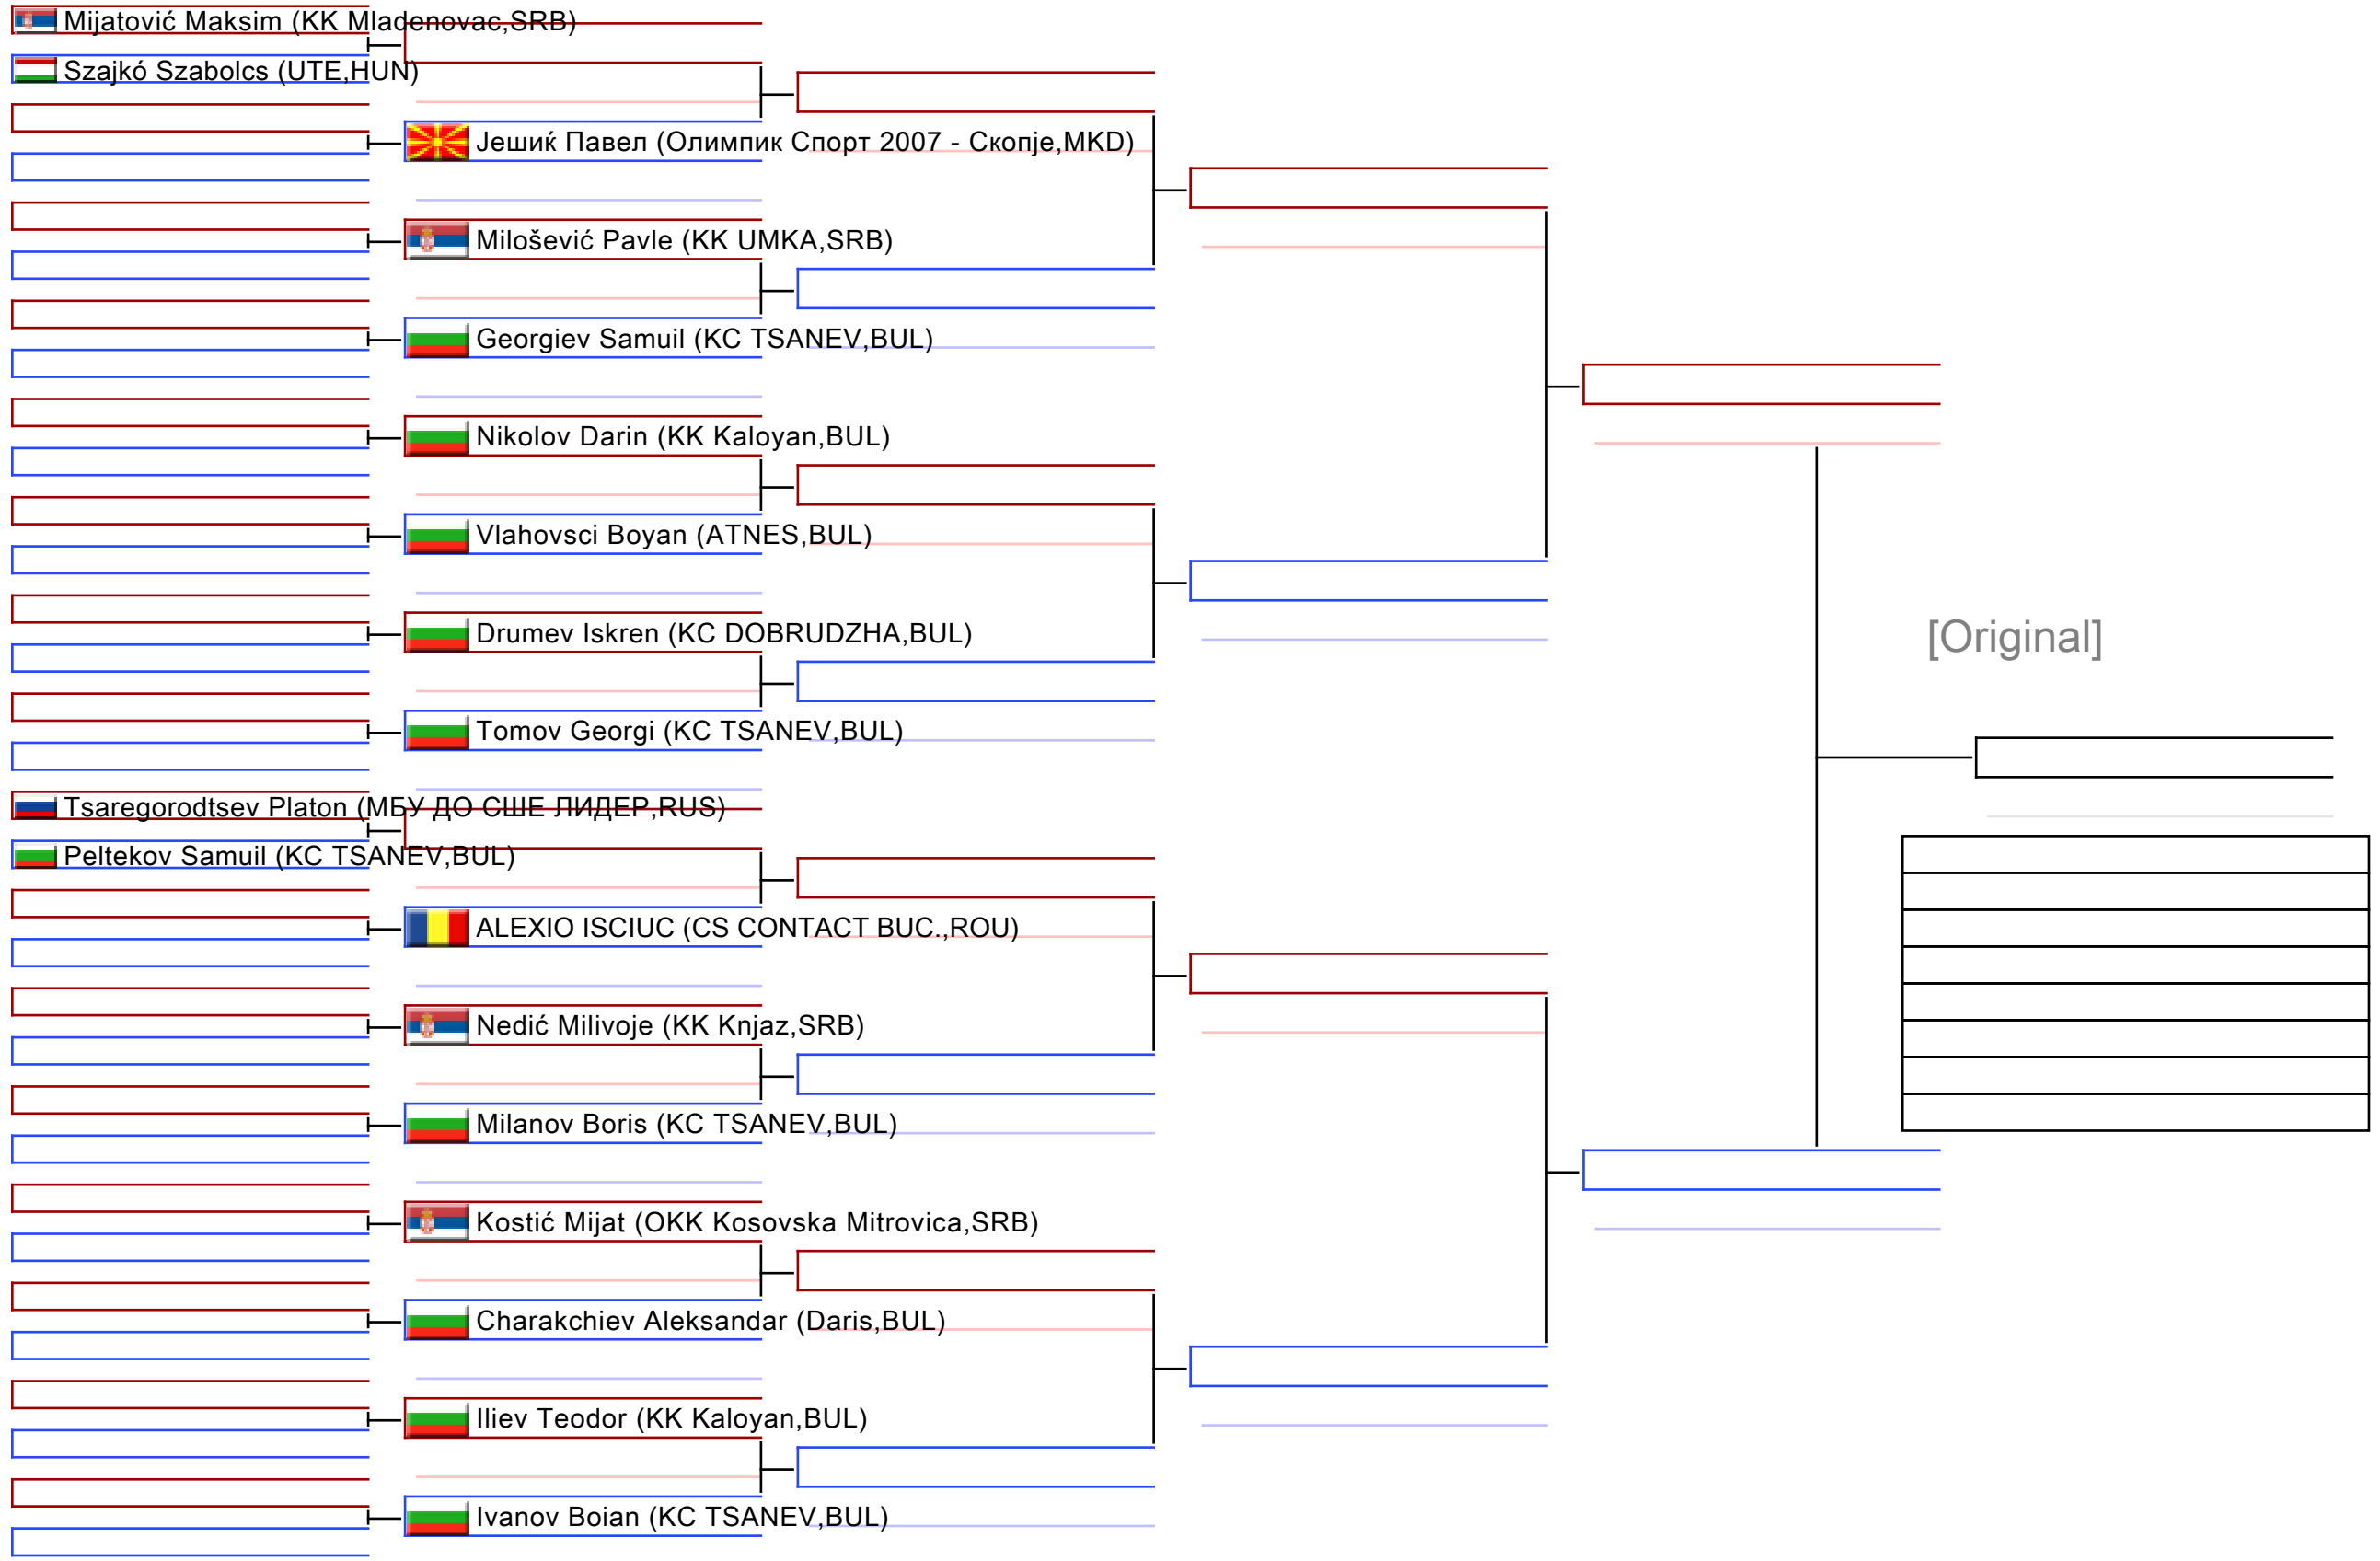 Mijatović Maksim (KK Mladenovac,SRB)
Szajkó Szabolcs (UTE,HUN)
Јешиќ Павел (Олимпик Спорт 2007 - Скопје,MKD)
Milošević Pavle (KK UMKA,SRB)
Georgiev Samuil (KC TSANEV,BUL)
Nikolov Darin (KK Kaloyan,BUL)
Vlahovsci Boyan (ATNES,BUL)
Drumev Iskren (KC DOBRUDZHA,BUL)
[Original]
Tomov Georgi (KC TSANEV,BUL)
Tsaregorodtsev Platon (МБУ ДО СШЕ ЛИДЕР,RUS)
Peltekov Samuil (KC TSANEV,BUL)
ALEXIO ISCIUC (CS CONTACT BUC.,ROU)
Nedić Milivoje (KK Knjaz,SRB)
Milanov Boris (KC TSANEV,BUL)
Kostić Mijat (OKK Kosovska Mitrovica,SRB)
Charakchiev Aleksandar (Daris,BUL)
Iliev Teodor (KK Kaloyan,BUL)
Ivanov Boian (KC TSANEV,BUL)